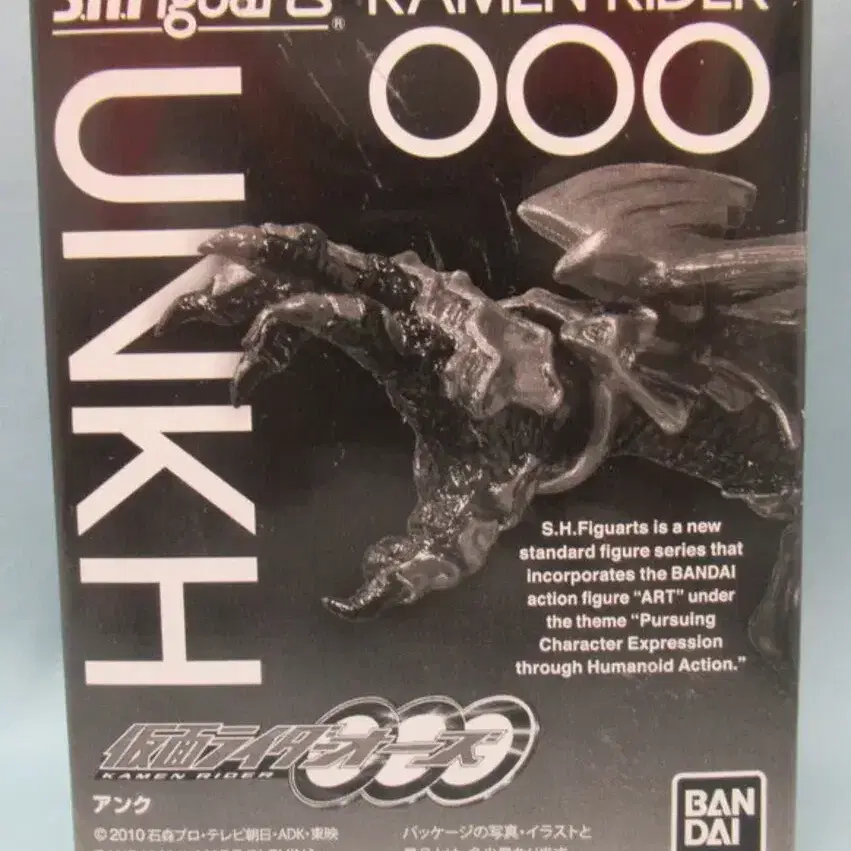 S.H.Figuarts®
KAMEN RIDER
OOO
UNKH
S.H.Figuarts is a new
standard figure series that
incorporates the BANDAI
action figure “ART” under
the theme “Pursuing
Character Expression
through Humanoid Action.”
仮面ライダーオーズ
KAMEN RIDER
アンク
©2010 石森プロ・テレビ朝日・ADK・東映
パッケージの写真・イラストと
BAN
DAI